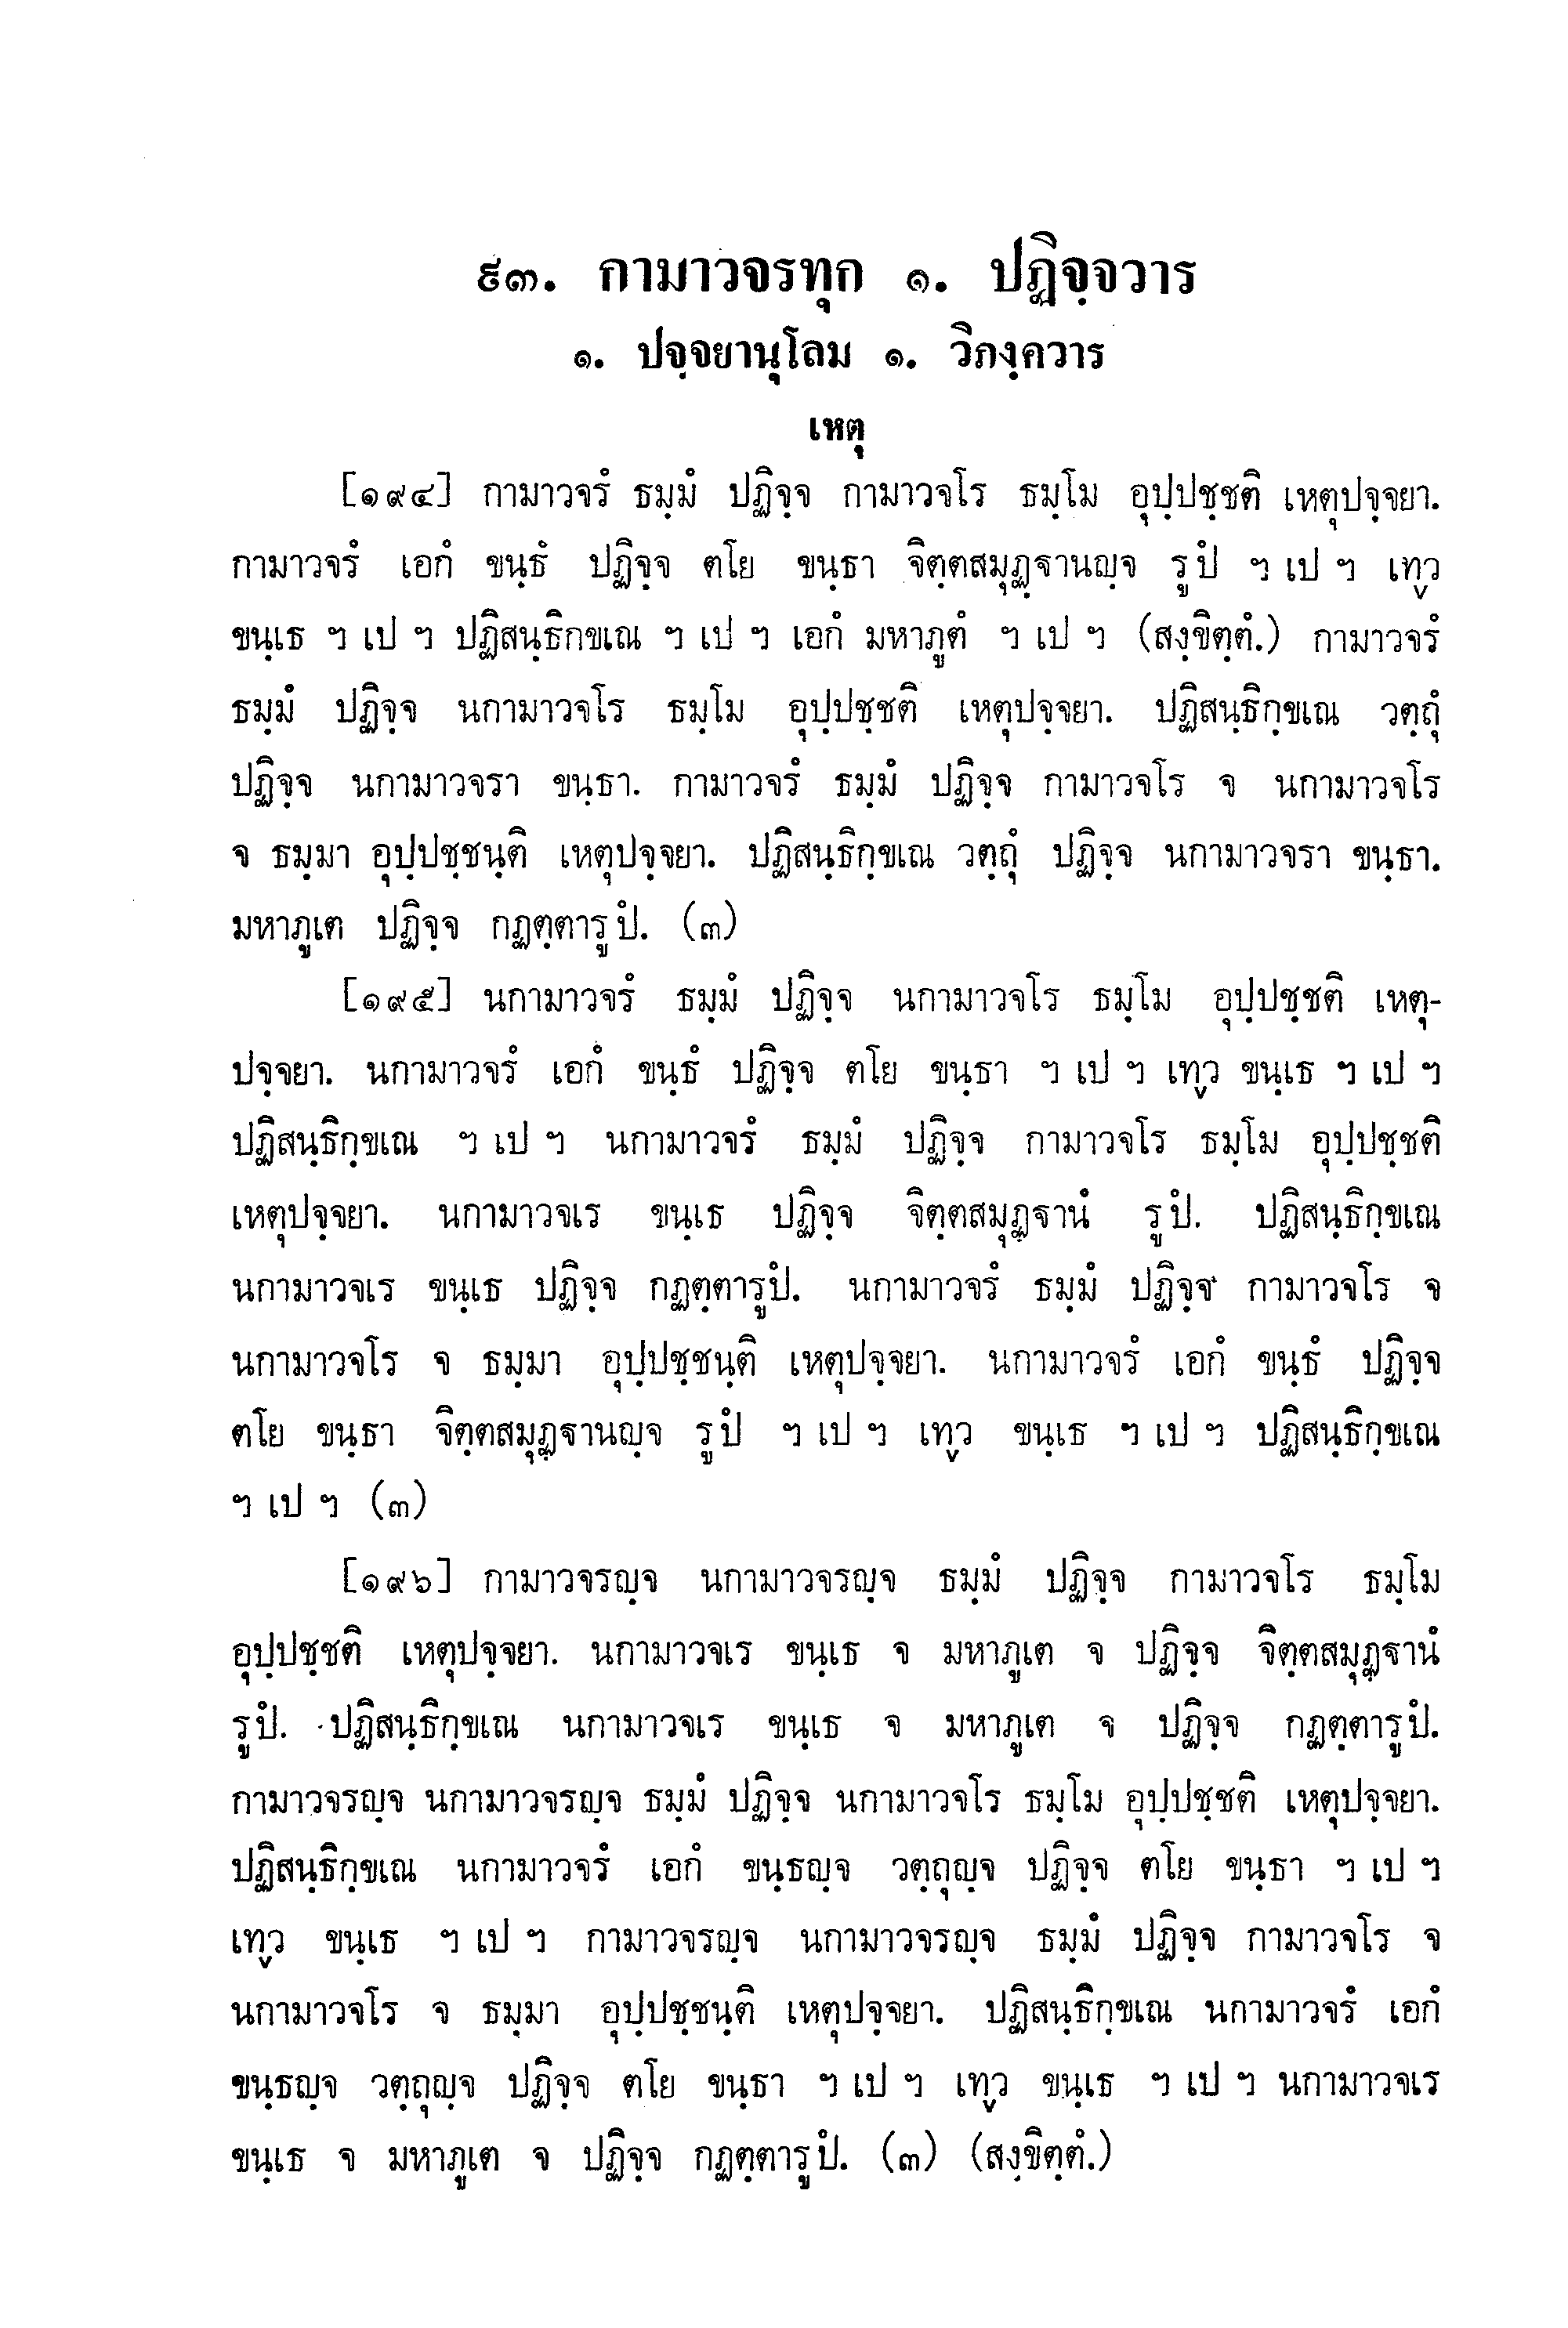 ๙๓. กามาวจรทุก ๑. ปฏิจฺจวาร
๑. ปจฺจยานุโลม ๑. วิภงฺควาร
เหตุ
[๑๙๔] กามาวจรํ ธมฺมํ ปฏิจฺจ กามาวจโร ธมฺโม อุปฺปชฺชติ เหตุปจฺจยา.
กามาวจรํ เอกํ ขนฺธํ ปฏิจฺจ ตโย ขนฺธา จิตฺตสมุฏฺฐานญฺจ รูปํ ฯ เป ฯ เทฺว
ขนฺเธ ฯ เป ฯ ปฏิสนฺธิกขเณ ฯ เป ฯ เอกํ มหาภูตํ ฯ เป ฯ (สงฺขิตฺตํ.) กามาวจรํ
ธมฺมํ ปฏิจฺจ นกามาวจโร ธมฺโม อุปฺปชฺชติ เหตุปจฺจยา. ปฏิสนฺธิกฺขเณ วตฺถุํ
ปฏิจฺจ นกามาวจรา ขนฺธา. กามาวจรํ ธมฺมํ ปฏิจฺจ กามาวจโร จ นกามาวจโร
จ ธมฺมา อุปฺปชฺชนฺติ เหตุปจฺจยา. ปฏิสนฺธิกฺขเณ วตฺถุํ ปฏิจฺจ นกามาวจรา ขนฺธา.
มหาภูเต ปฏิจฺจ กฏตฺตารูปํ. (๓)
[๑๙๕] นกามาวจรํ ธมฺมํ ปฏิจฺจ นกามาวจโร ธมฺโม อุปฺปชฺชติ เหตุ-
ปจฺจยา. นกามาวจรํ เอกํ ขนฺธํ ปฏิจฺจ ตโย ขนฺธา ฯ เป ฯ เทฺว ขนฺเธ ฯ เป ฯ
ปฏิสนฺธิกฺขเณ ฯ เป ฯ นกามาวจรํ ธมฺมํ ปฏิจฺจ กามาวจโร ธมฺโม อุปฺปชฺชติ
เหตุปจฺจยา. นกามาวจเร ขนฺเธ ปฏิจฺจ จิตฺตสมุฏฺฐานํ รูปํ. ปฏิสนฺธิกฺขเณ
นกามาวจเร ขนฺเธ ปฏิจฺจ กฏตฺตารูปํ. นกามาวจรํ ธมฺมํ ปฏิจฺจ กามาวจโร จ
นกามาวจโร จ ธมฺมา อุปฺปชฺชนฺติ เหตุปจฺจยา. นกามาวจรํ เอกํ ขนฺธํ ปฏิจฺจ
ตโย ขนฺธา จิตฺตสมุฏฺฐานญฺจ รูปํ ฯ เป ฯ เทฺว ขนฺเธ ฯ เป ฯ ปฏิสนฺธิกฺขเณ
ฯ เป ฯ (๓)
[๑๙๖] กามาวจรญฺจ นกามาวจรญฺจ ธมฺมํ ปฏิจฺจ กามาวจโร ธมฺโม
อุปฺปชฺชติ เหตุปจฺจยา. นกามาวจเร ขนฺเธ จ มหาภูเต จ ปฏิจฺจ จิตฺตสมุฏฺฐานํ
รูปํ. ปฏิสนฺธิกฺขเณ นกามาวจเร ขนฺเธ จ มหาภูเต จ ปฏิจฺจ กฏตฺตารูปํ.
กามาวจรญฺจ นกามาวจรญฺจ ธมฺมํ ปฏิจฺจ นกามาวจโร ธมฺโม อุปฺปชฺชติ เหตุปจฺจยา.
ปฏิสนฺธิกฺขเณ นกามาวจรํ เอกํ ขนฺธญฺจ วตฺถุญฺจ ปฏิจฺจ ตโย ขนฺธา ฯ เป ฯ
เทฺว ขนฺเธ ฯ เป ฯ กามาวจรญฺจ นกามาวจรญฺจ ธมฺมํ ปฏิจฺจ กามาวจโร จ
นกามาวจโร จ ธมฺมา อุปฺปชฺชนฺติ เหตุปจฺจยา. ปฏิสนฺธิกฺขเณ นกามาวจรํ เอกํ
ขนฺธญฺจ วตฺถุญฺจ ปฏิจฺจ ตโย ขนฺธา ฯ เป ฯ เทฺว ขนฺเธ ฯ เป ฯ นกามาวจเร
ขนฺเธ จ มหาภูเต จ ปฏิจฺจ กฏตฺตารูปํ. (๓) (สงฺขิตฺตํ.)